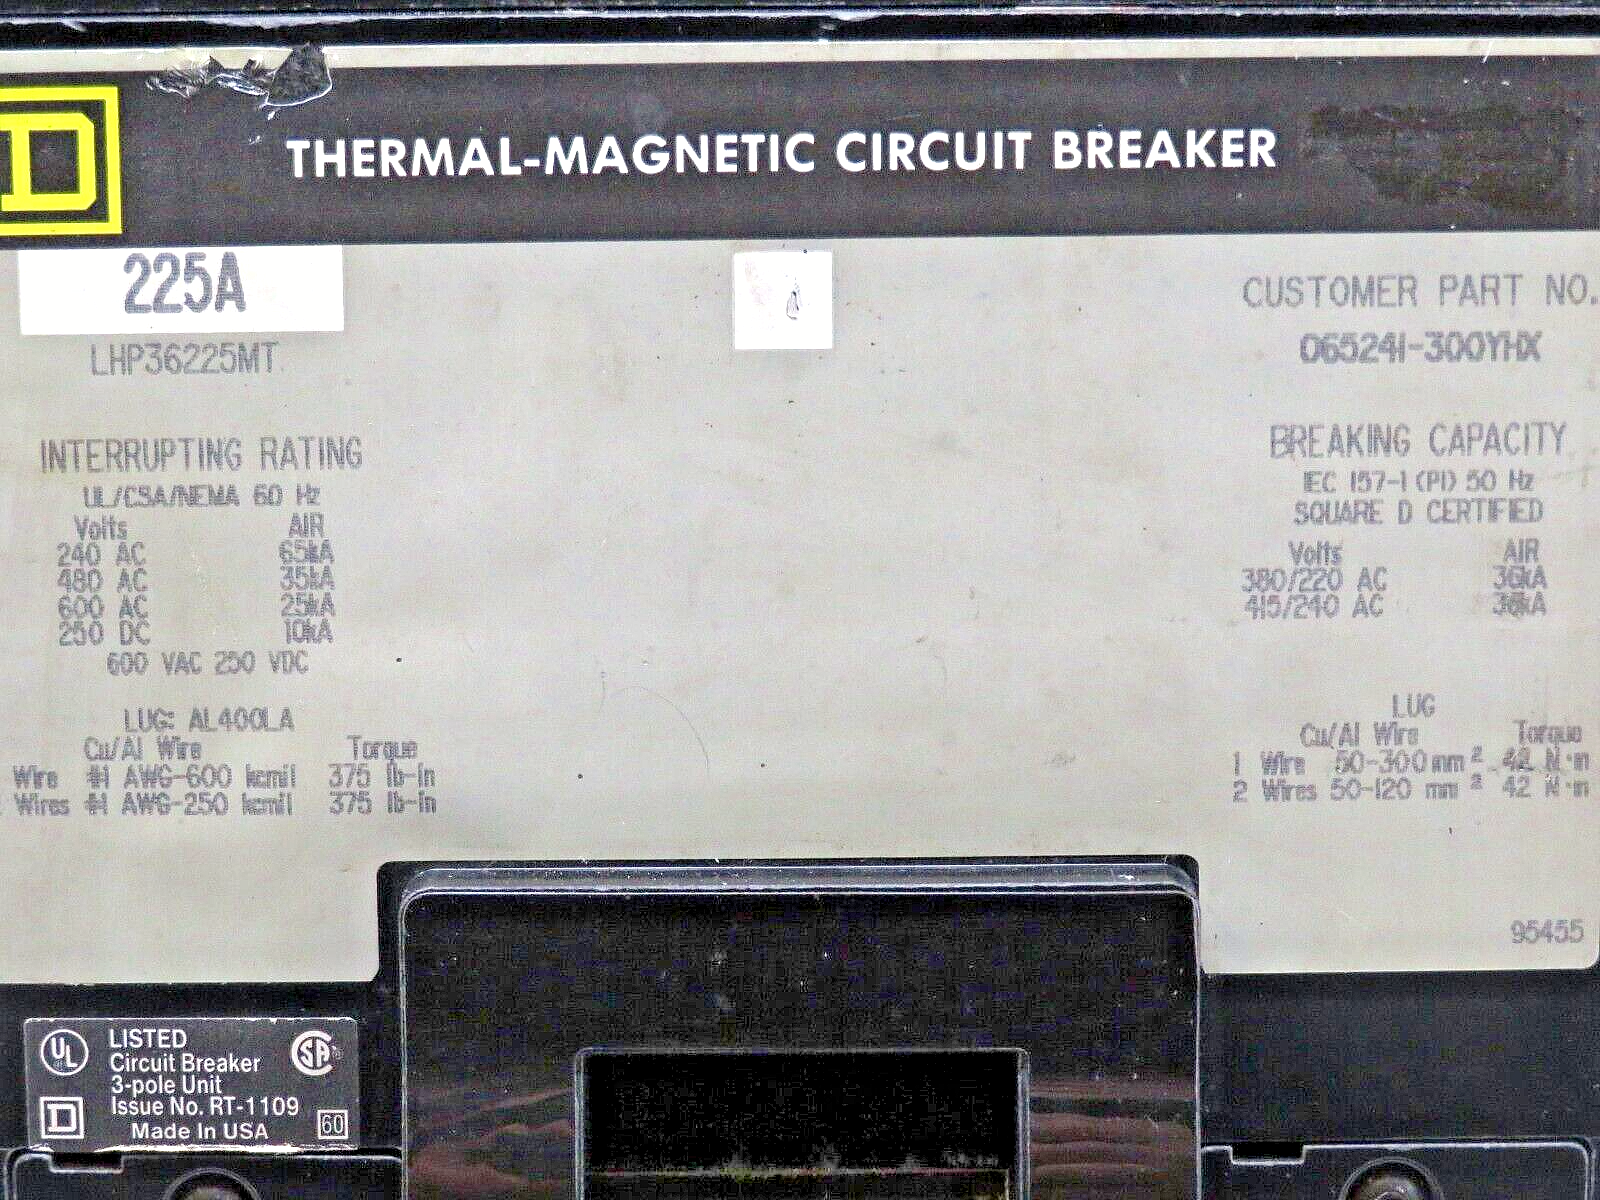 D
THERMAL-MAGNETIC CIRCUIT BREAKER
225A
LHP36225MT
CUSTOMER PART NO.
065241-300YHX
INTERRUPTING RATING
UL/CSA/NEMA 60 Hz
Volts AIR
240 AC 65kA
480 AC 35kA
600 AC 25kA
250 DC 10kA
600 VAC 250 VDC
LUG: AL400LA
Cu/Al Wire Torque
Wire #1 AWG-600 kcmil 375 lb-in
Wires #1 AWG-250 kcmil 375 lb-in
BREAKING CAPACITY
IEC 157-1 (P1) 50 Hz
SQUARE D CERTIFIED
Volts AIR
380/220 AC 36kA
415/240 AC 36kA
LUG
Cu/Al Wire Torque
1 Wire 50-300 mm² 42 N·m
2 Wires 50-120 mm² 42 N·m
95455
UL LISTED SA
Circuit Breaker
3-pole Unit
D Issue No. RT-1109
Made In USA 60